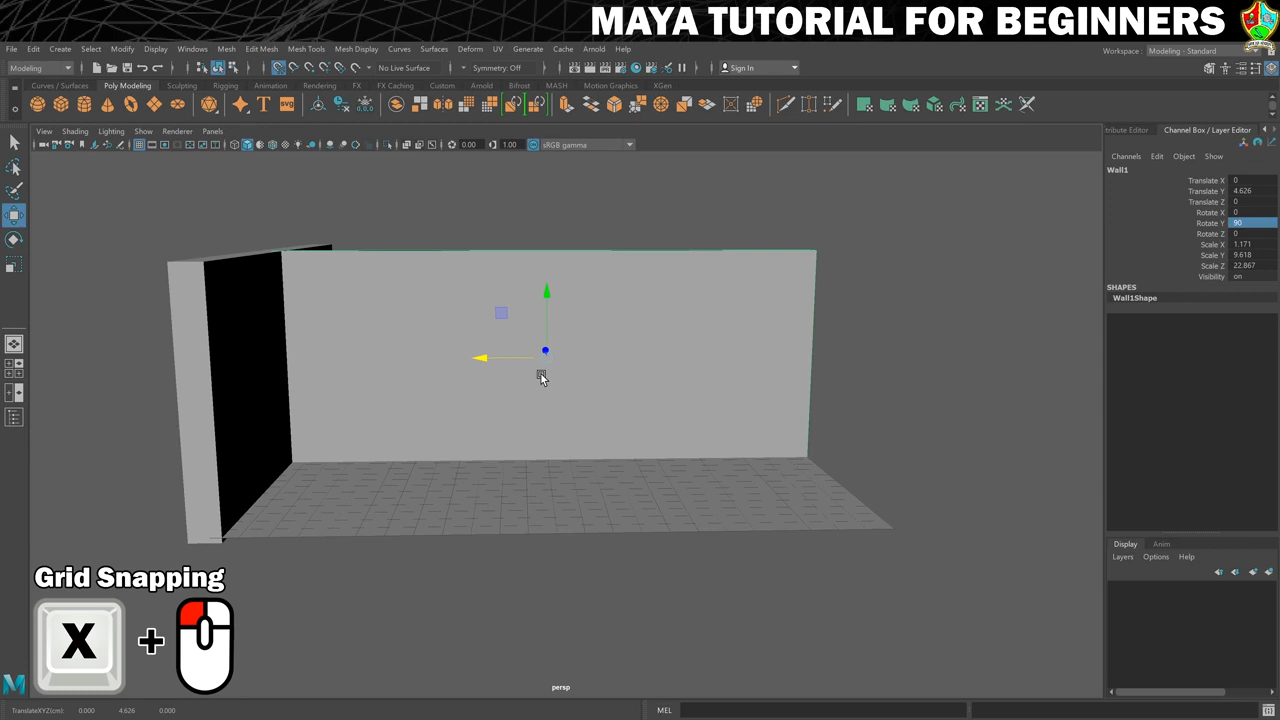 MAYA TUTORIAL FOR BEGINNERS
File Edit Create Select Modify Display Windows Mesh Edit Mesh Mesh Tools Mesh Display Curves Surfaces Deform UV Generate Cache Arnold Help
Workspace : Modeling - Standard
Modeling
No Live Surface
Symmetry: Off
Sign In
Curves / Surfaces Poly Modeling Sculpting Rigging Animation Rendering FX FX Caching Custom Arnold Bifrost MASH Motion Graphics XGen
SVG
View Shading Lighting Show Renderer Panels
tribute Editor Channel Box / Layer Editor
0.00 1.00 sRGB gamma
Channels Edit Object Show
Wall1
Translate X 0
Translate Y 4.626
Translate Z 0
Rotate X 0
Rotate Y 90
Rotate Z 0
Scale X 1.171
Scale Y 9.618
Scale Z 22.867
Visibility on
SHAPES
Wall1Shape
Display Anim
Layers Options Help
Grid Snapping
X +
persp
TranslateXYZ(cm): 0.000 4.626 0.000
MEL